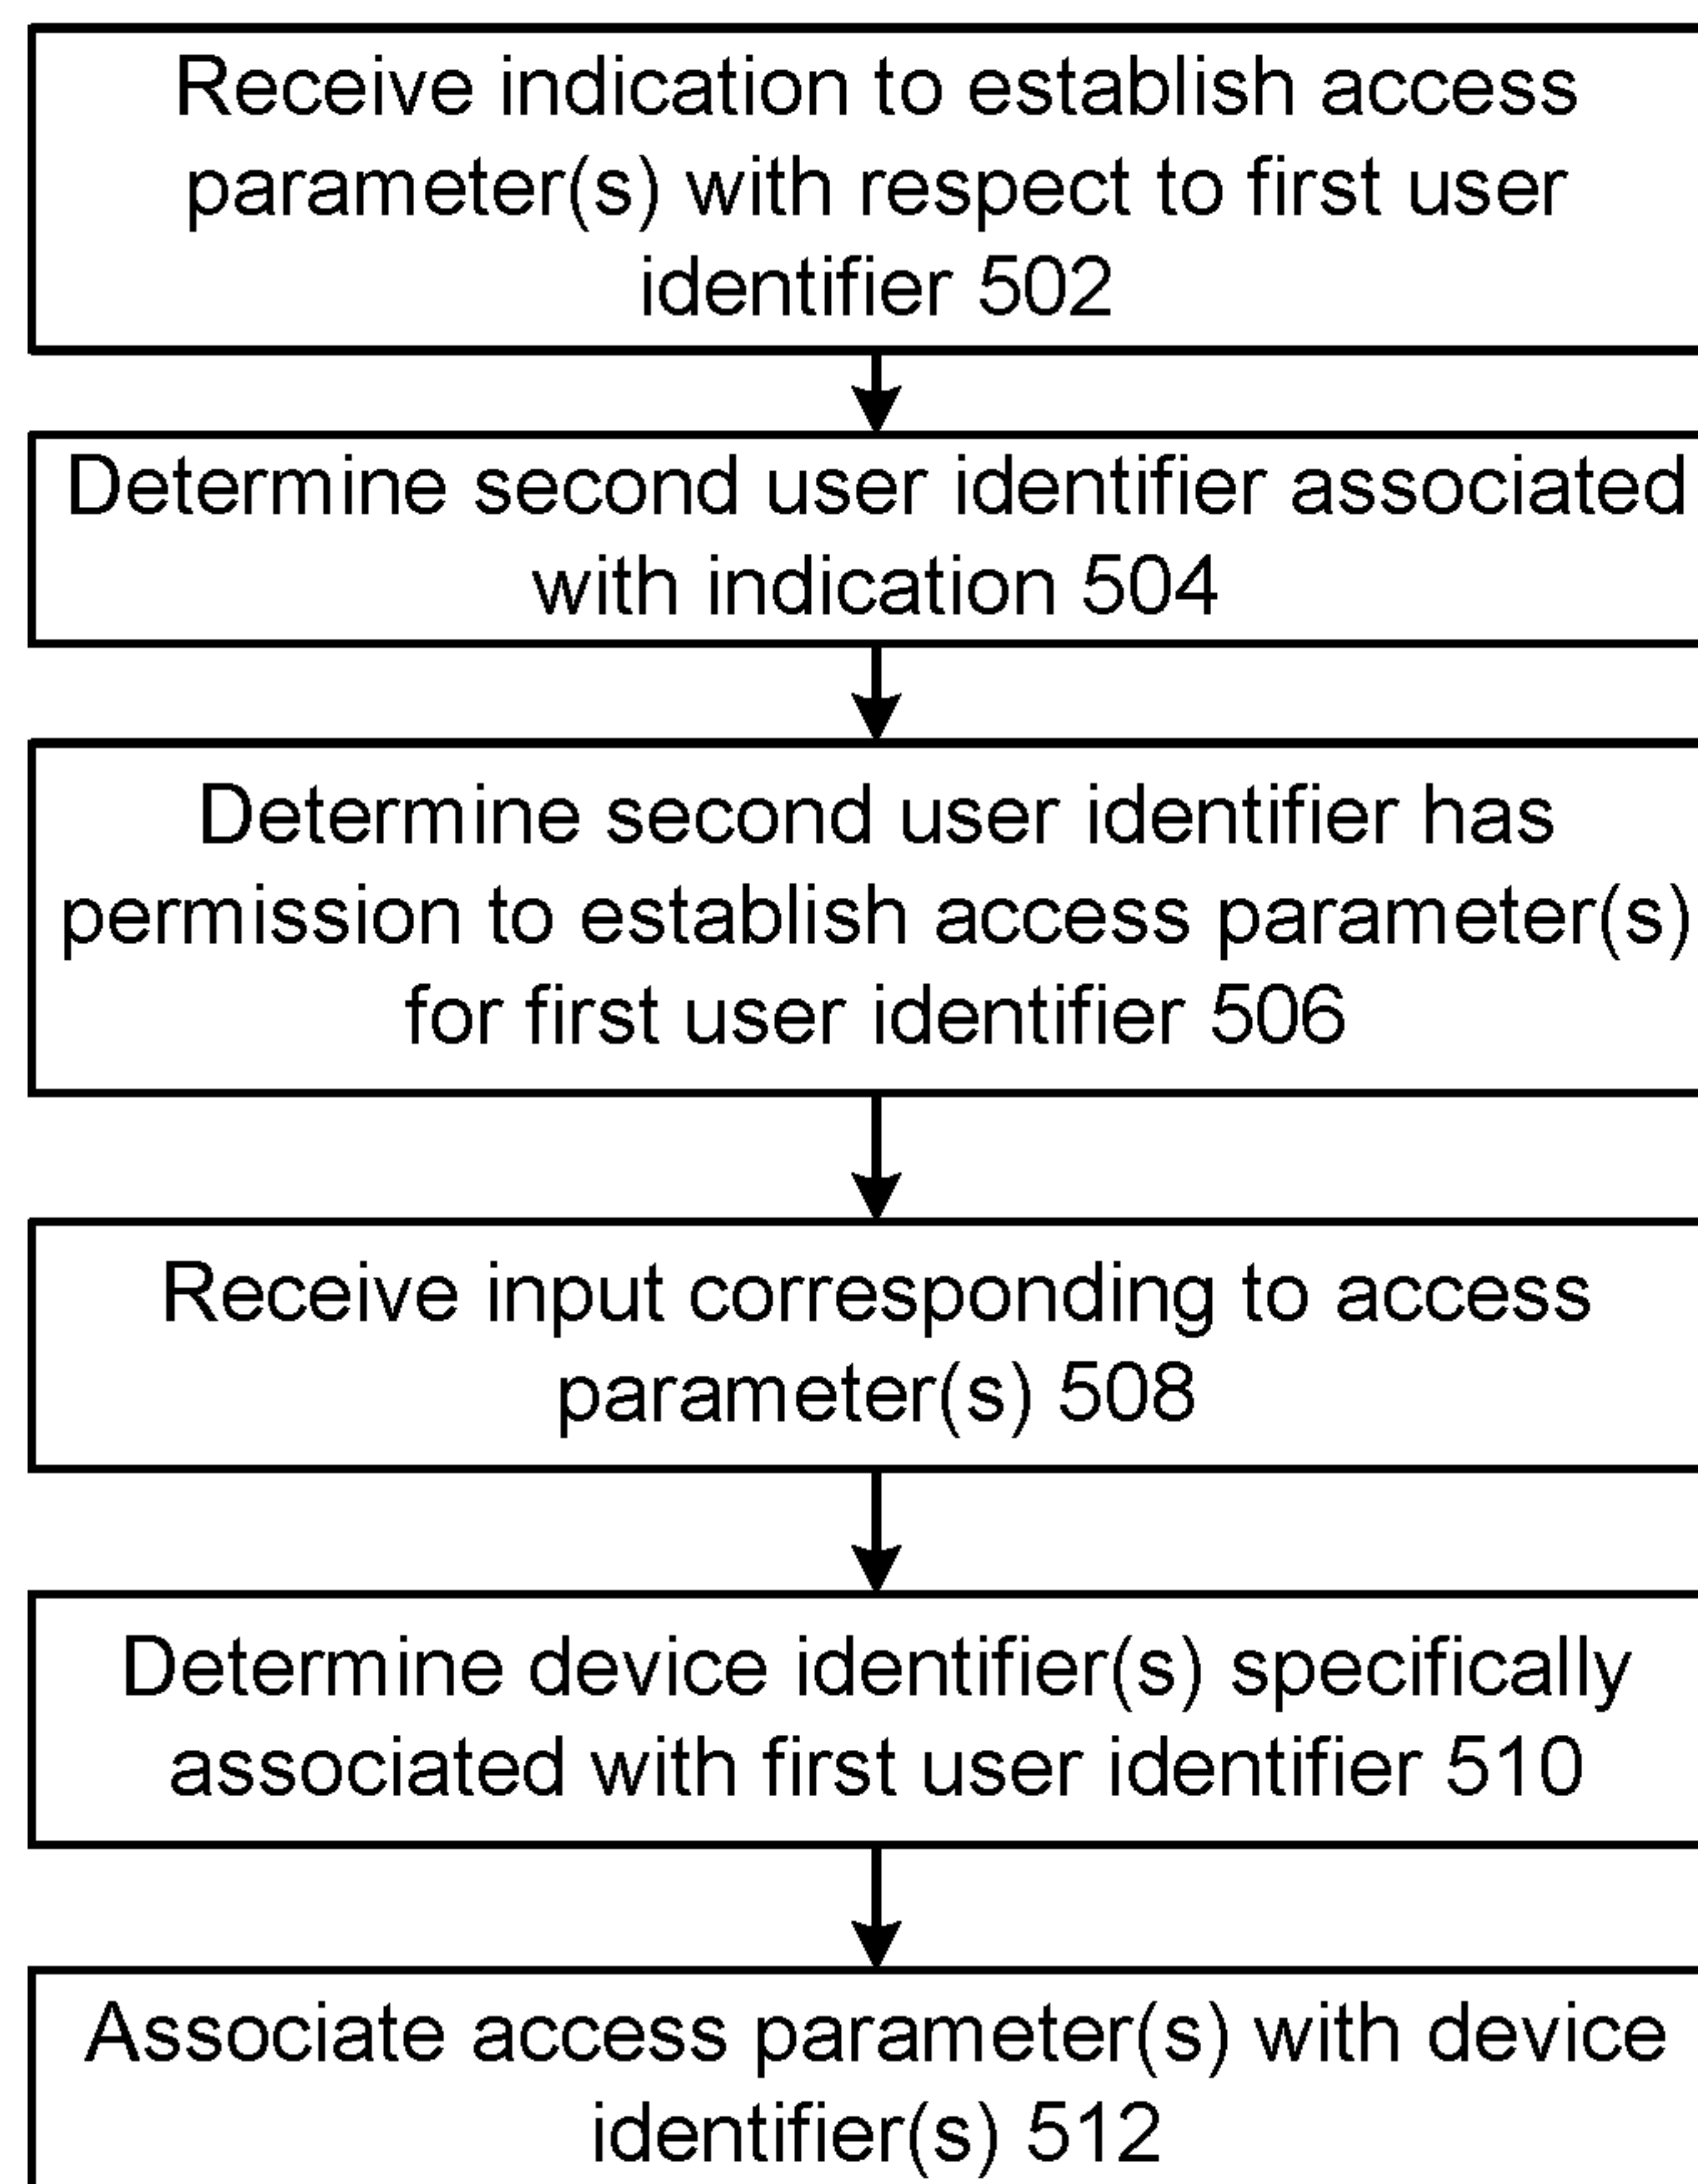 Receive indication to establish access
parameter(s) with respect to first user
identifier 502
Determine second user identifier associated
with indication 504
Determine second user identifier has
permission to establish access parameter(s)
for first user identifier 506
Receive input corresponding to access
parameter(s) 508
Determine device identifier(s) specifically
associated with first user identifier 510
Associate access parameter(s) with device
identifier(s) 512